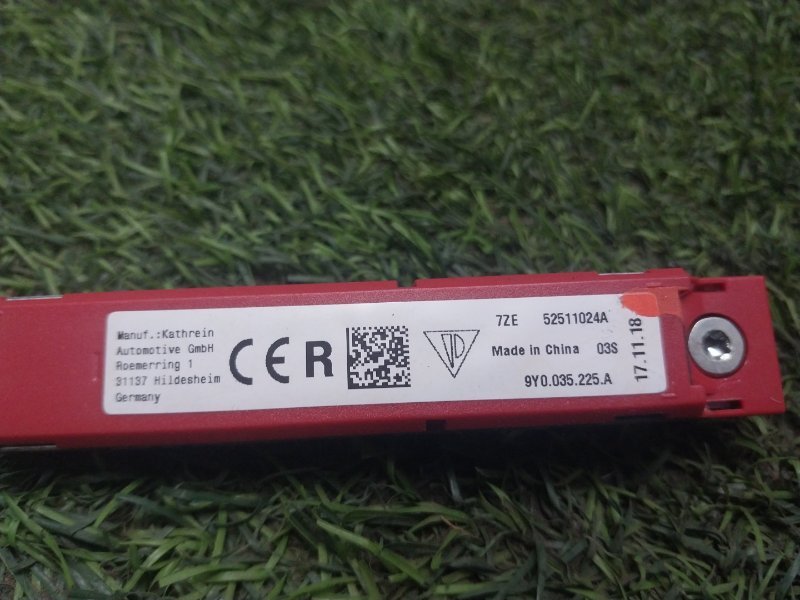 Manuf.:Kathrein
Automotive GmbH
Roemerring 1
31137 Hildesheim
Germany
CE R
7ZE 52511024A
Made in China 03S
9Y0.035.225.A
17.11.18